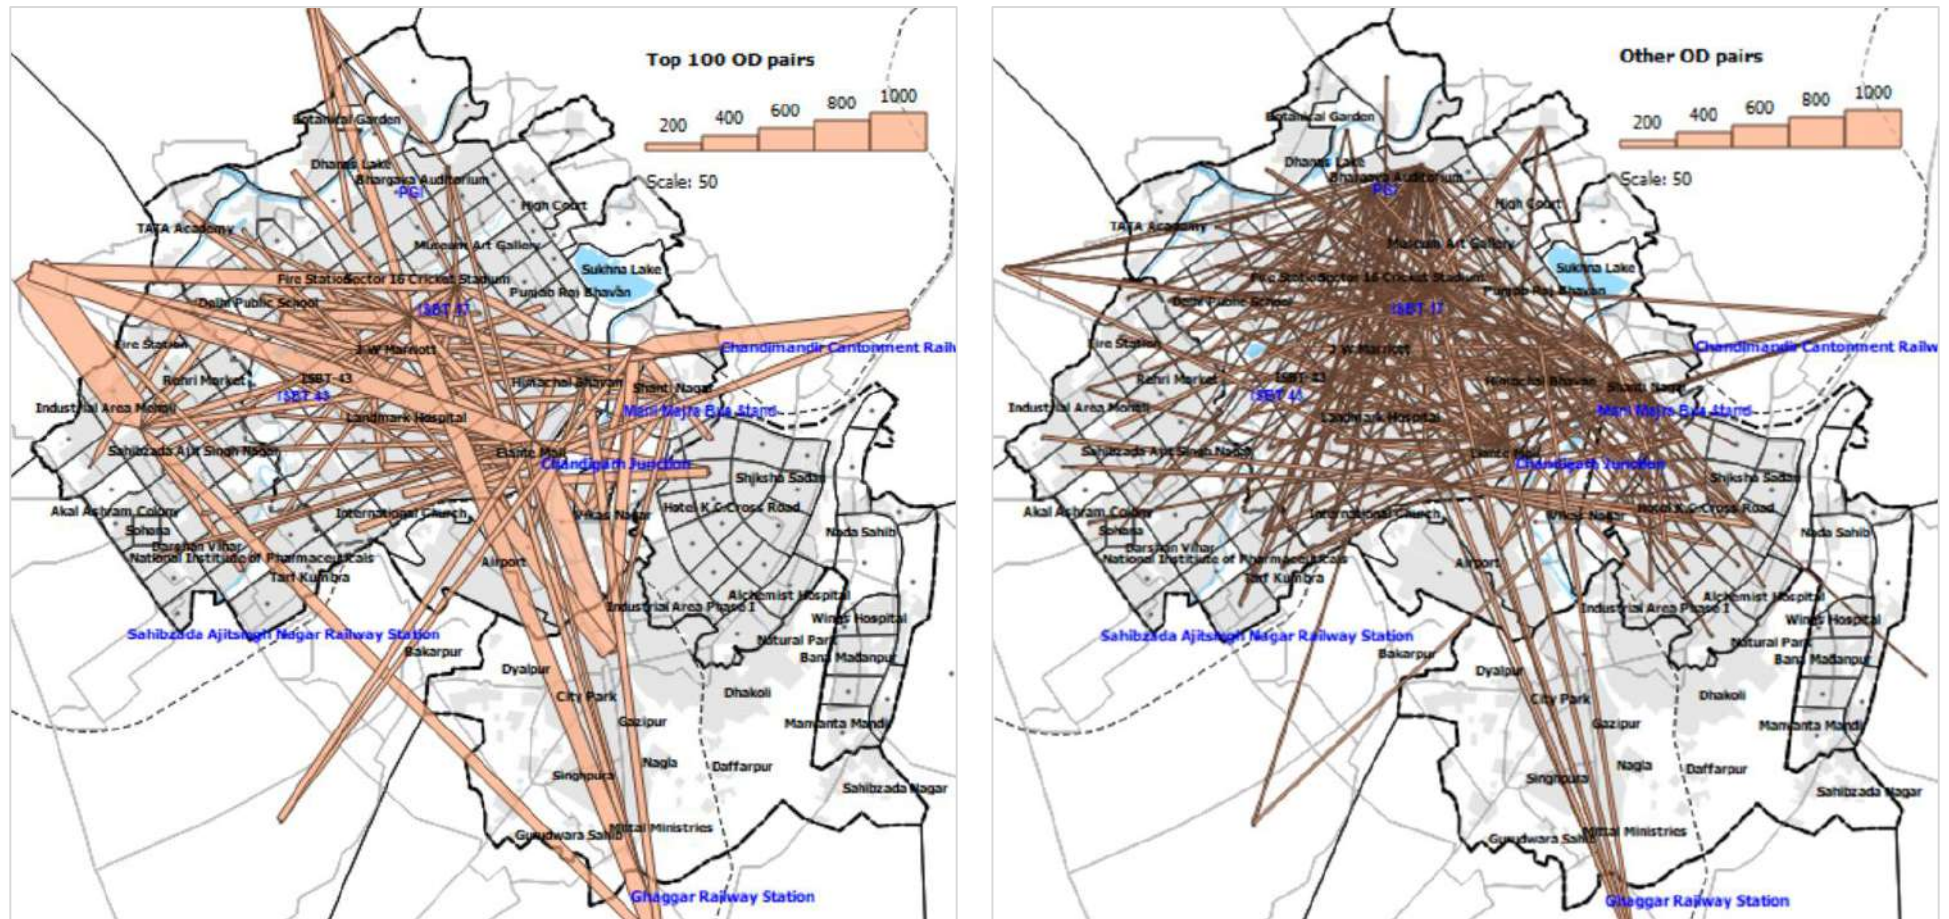 Top 100 OD pairs
200 400 600 800 1000
Scale: 50
Botanical Garden
Dhanas Lake
Bhargava Auditorium
PGI
High Court
TATA Academy
Museum Art Gallery
Sukhna Lake
Fire Station Sector 16 Cricket Stadium
Punjab Raj Bhavan
Delhi Public School
ISBT 17
Fire Station
J W Marriott
Chandimandir Cantonment Rail
Rehri Market
ISBT-43
Himachal Bhavan
Shanti Nagar
ISBT 43
Industrial Area Mohali
Landmark Hospital
Mani Majra Bus Stand
Sahibzada Ajit Singh Nagar
Elante Mall
Chandigarh Junction
Shiksha Sadan
Akal Ashram Colony
International Church
Vikas Nagar
Hotel K C Cross Road
Sohana
Nada Sahib
Darshan Vihar
National Institute of Pharmaceuticals
Airport
Tarf Kumbra
Alchemist Hospital
Industrial Area Phase I
Wings Hospital
Sahibzada Ajitsingh Nagar Railway Station
Natural Park
Bakarpur
Bana Madanpur
Dyalpur
City Park
Dhakoli
Gazipur
Mamanta Mandi
Nagla
Daffarpur
Singhpura
Sahibzada Nagar
Gurudwara Sahib
Mittal Ministries
Ghaggar Railway Station
Other OD pairs
200 400 600 800 1000
Scale: 50
Botanical Garden
Dhanas Lake
Bhargava Auditorium
PGI
High Court
TATA Academy
Museum Art Gallery
Sukhna Lake
Fire Station Sector 16 Cricket Stadium
Punjab Raj Bhavan
Delhi Public School
ISBT 17
Fire Station
J W Marriott
Chandimandir Cantonment Railw
Rehri Market
ISBT-43
Himachal Bhavan
Shanti Nagar
ISBT 43
Industrial Area Mohali
Landmark Hospital
Mani Majra Bus Stand
Sahibzada Ajit Singh Nagar
Elante Mall
Chandigarh Junction
Shiksha Sadan
Akal Ashram Colony
International Church
Vikas Nagar
Hotel K C Cross Road
Sohana
Nada Sahib
Darshan Vihar
National Institute of Pharmaceuticals
Airport
Tarf Kumbra
Alchemist Hospital
Industrial Area Phase I
Wings Hospital
Sahibzada Ajitsingh Nagar Railway Station
Natural Park
Bakarpur
Bana Madanpur
Dyalpur
City Park
Dhakoli
Gazipur
Mamanta Mandi
Nagla
Daffarpur
Singhpura
Sahibzada Nagar
Gurudwara Sahib
Mittal Ministries
Ghaggar Railway Station